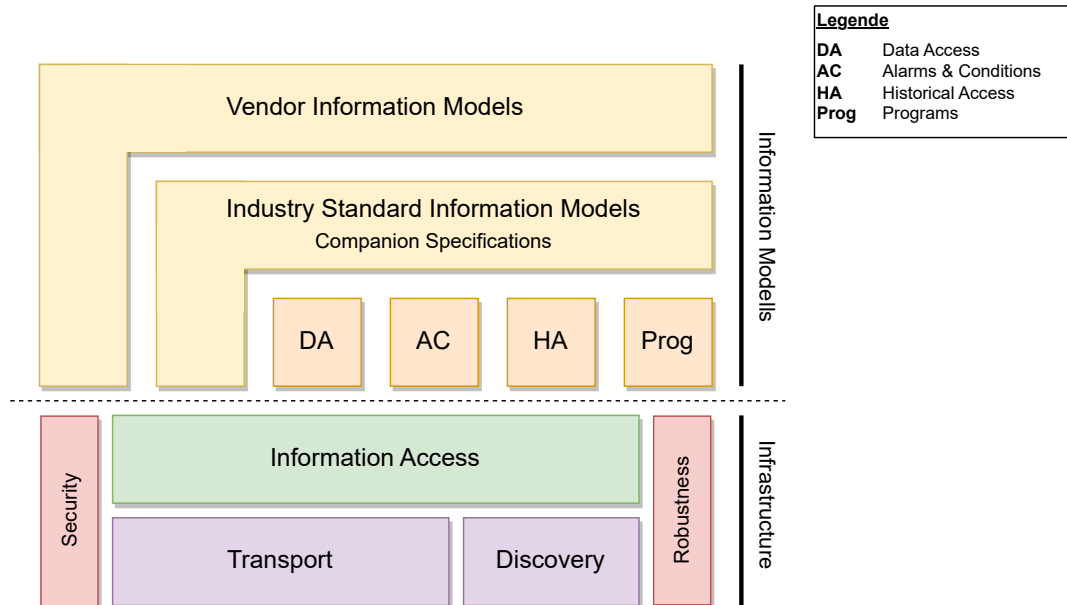 Legende
DA Data Access
AC Alarms & Conditions
HA Historical Access
Prog Programs
Vendor Information Models
Industry Standard Information Models
Companion Specifications
DA
AC
HA
Prog
Information Modells
Security
Information Access
Robustness
Transport
Discovery
Infrastructure